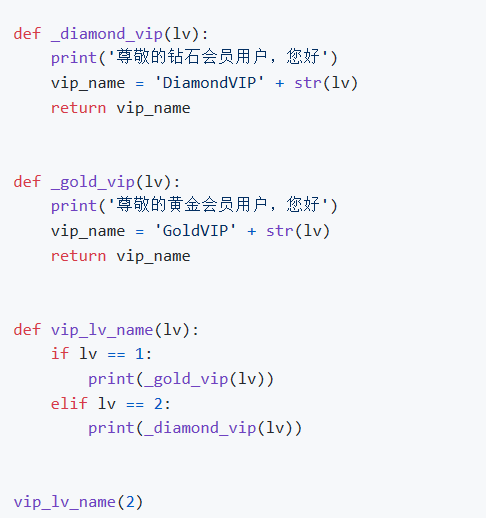 def _diamond_vip(lv):
    print('尊敬的钻石会员用户，您好')
    vip_name = 'DiamondVIP' + str(lv)
    return vip_name
def _gold_vip(lv):
    print('尊敬的黄金会员用户，您好')
    vip_name = 'GoldVIP' + str(lv)
    return vip_name
def vip_lv_name(lv):
    if lv == 1:
        print(_gold_vip(lv))
    elif lv == 2:
        print(_diamond_vip(lv))
vip_lv_name(2)